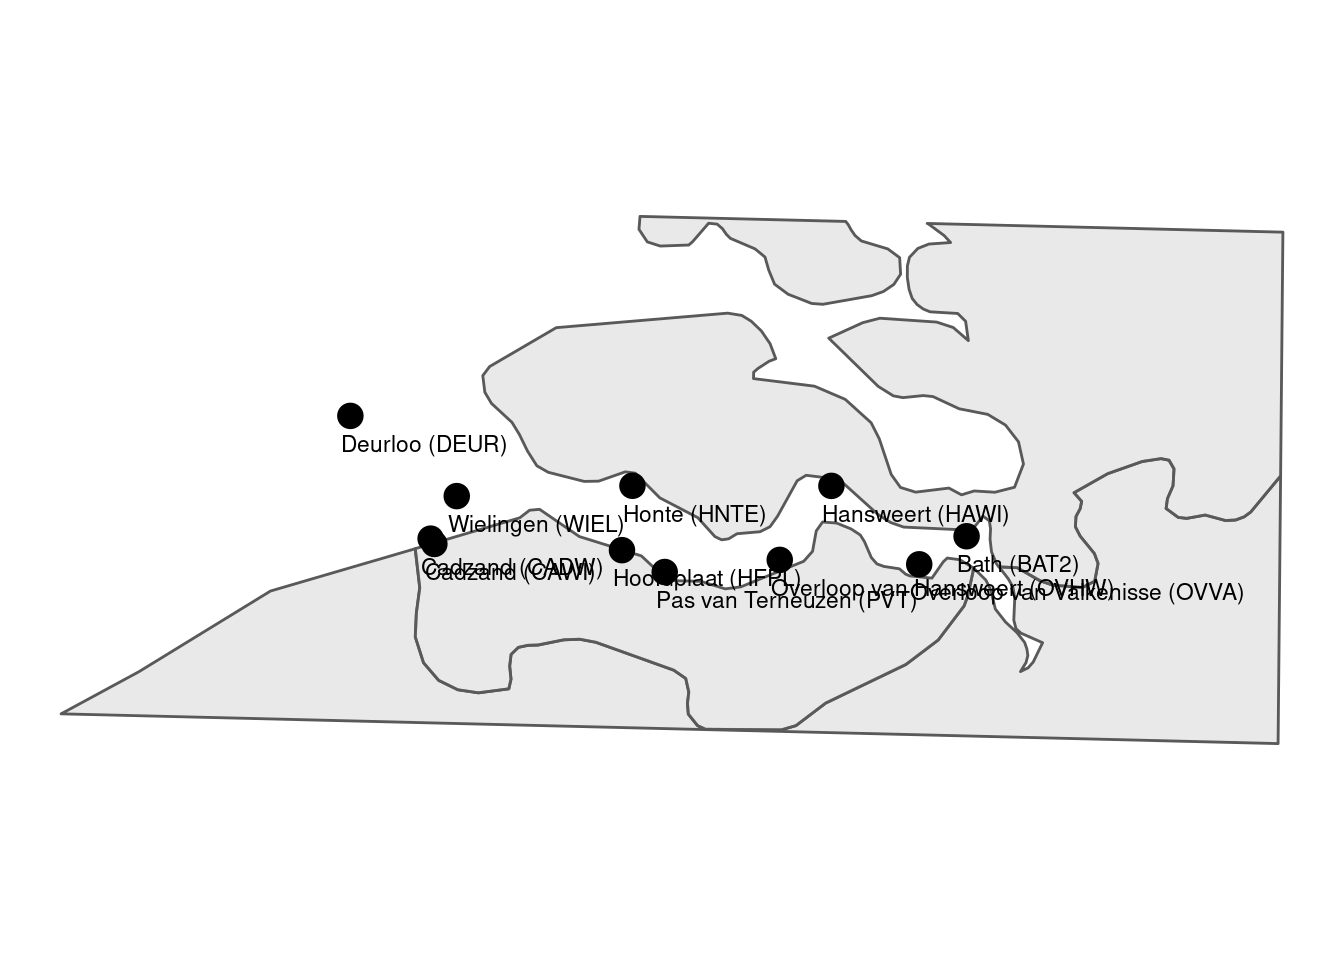 Deurloo (DEUR)
Wielingen (WIEL)
Honte (HNTE)
Hansweert (HAWI)
Cadzand (CADW)
Cadzand (CAWI)
Hoofdplaat (HFPL)
Bath (BAT2)
Overloop van Hansweert (OVHW)
Overloop van Valkenisse (OVVA)
Pas van Terneuzen (PVT)